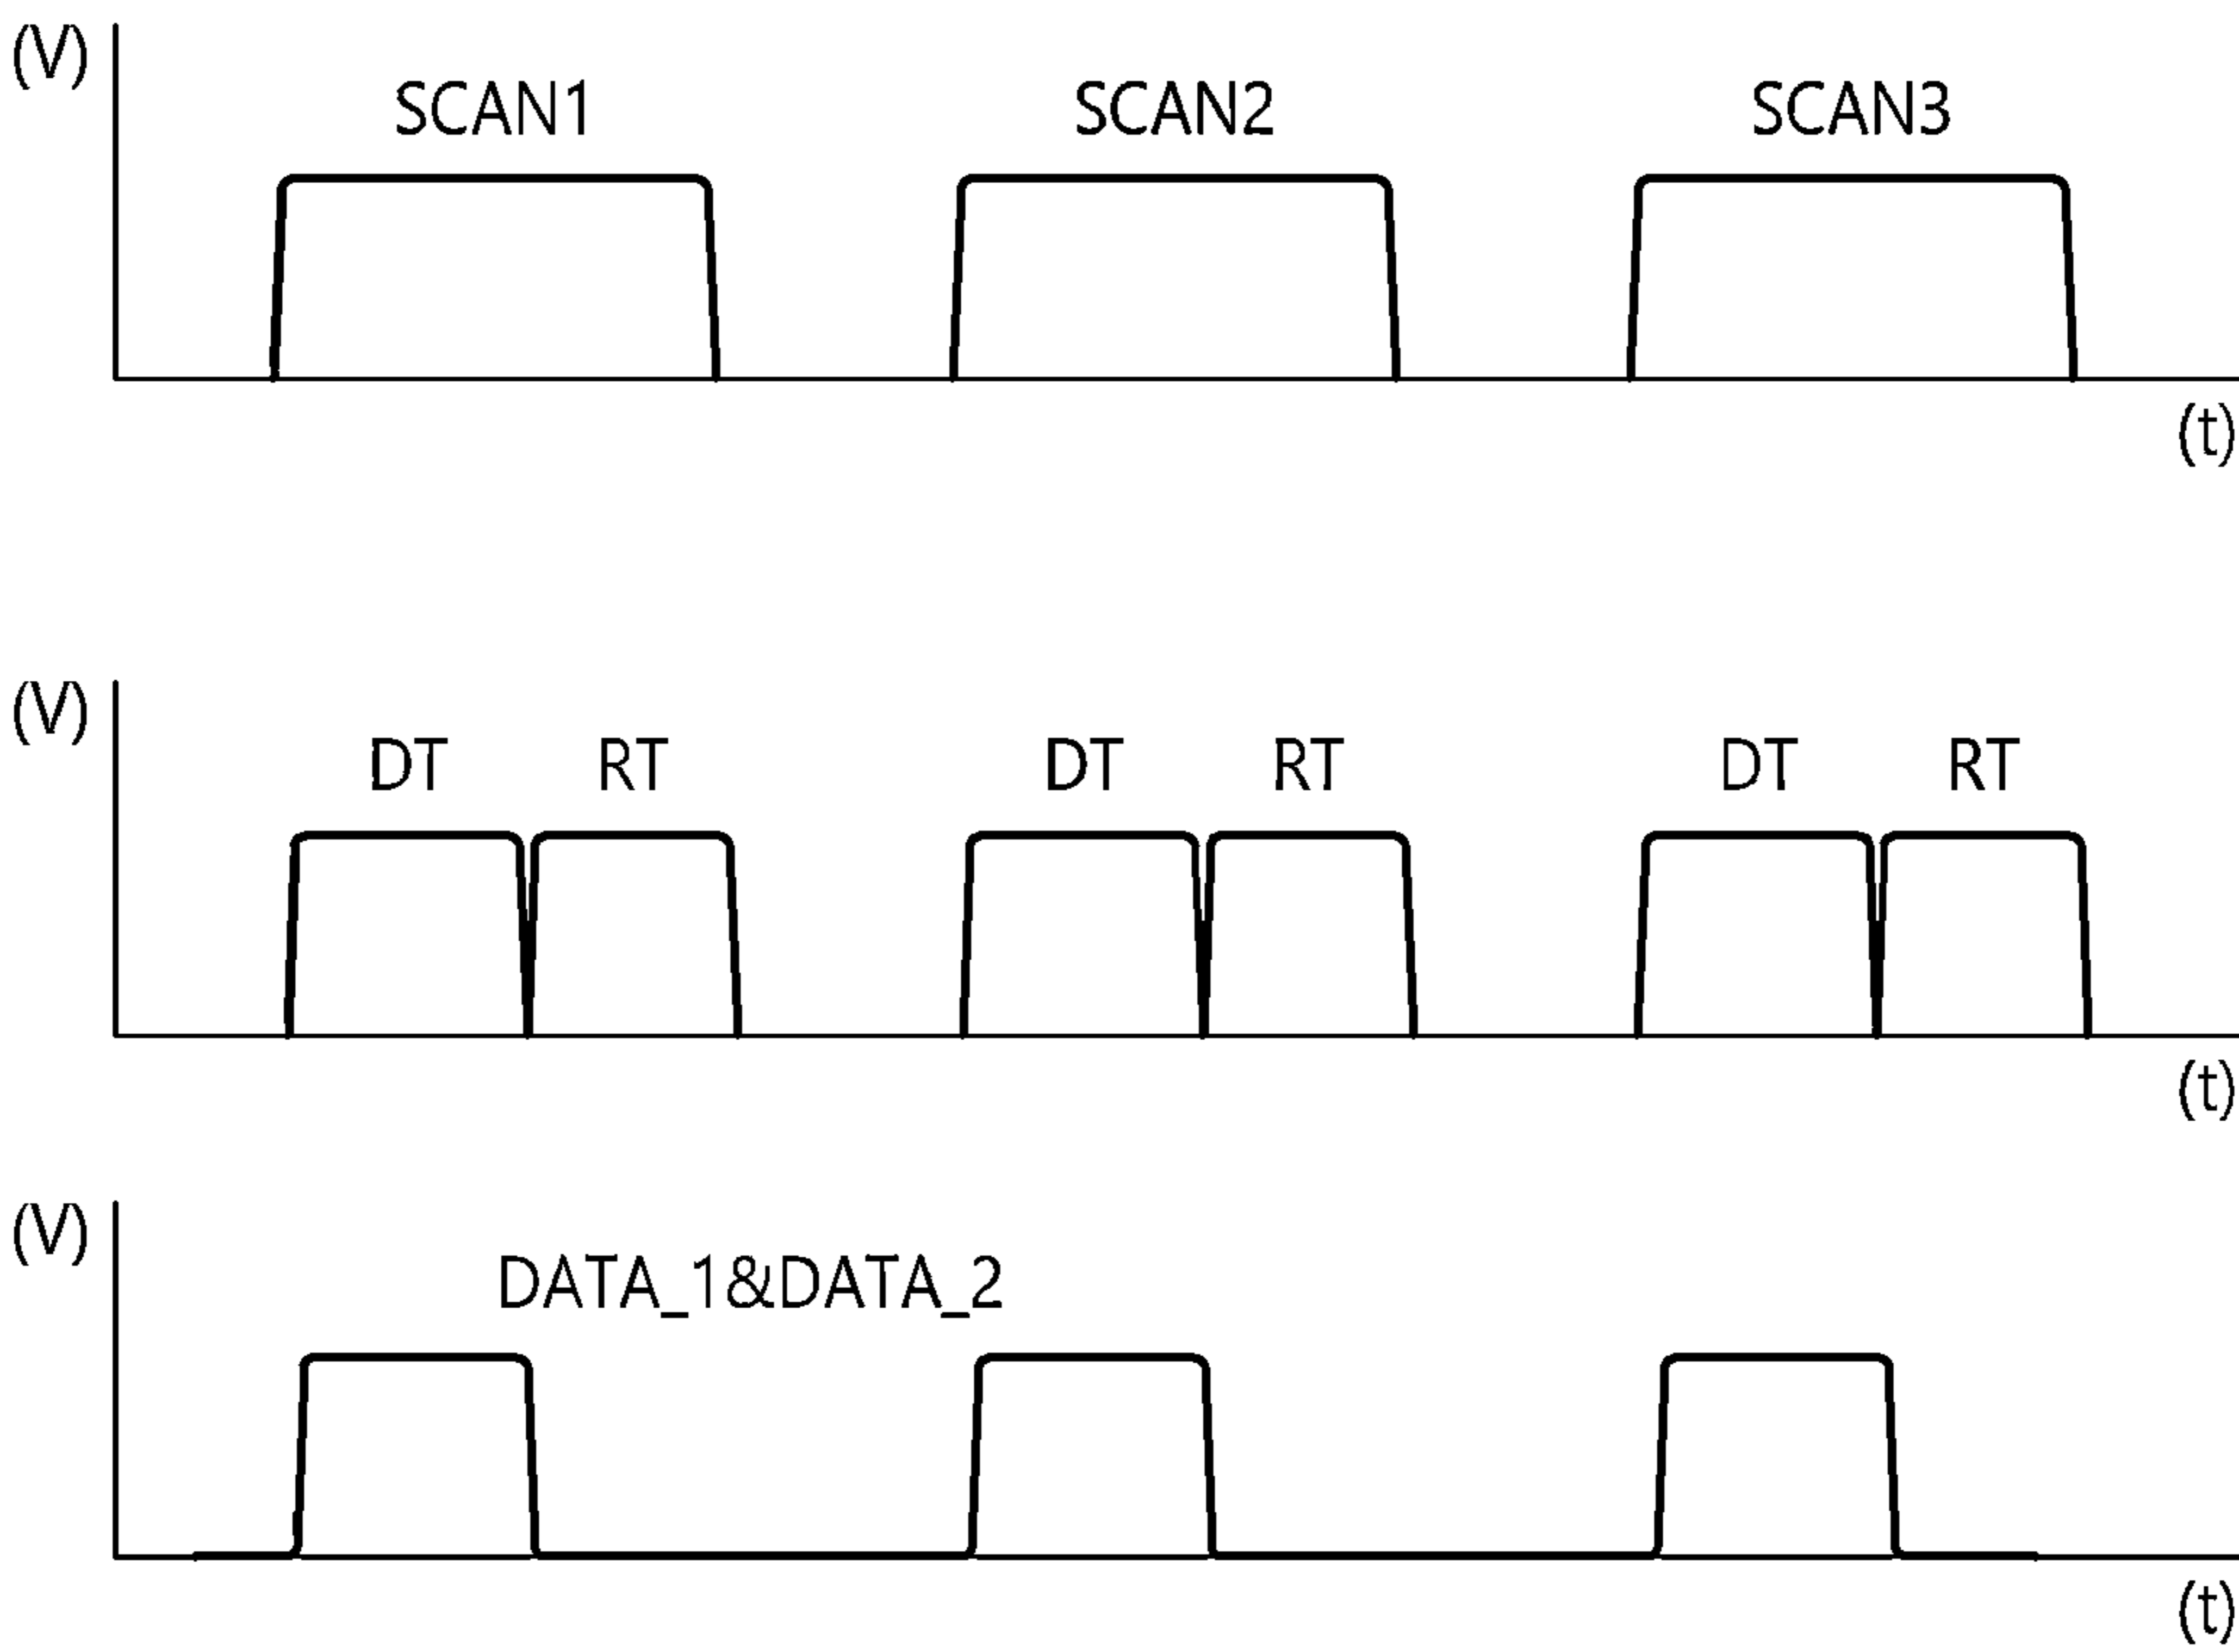 (V)
SCAN1 SCAN2 SCAN3
(t)
(V)
DT RT DT RT DT RT
(t)
(V)
DATA_1&DATA_2
(t)